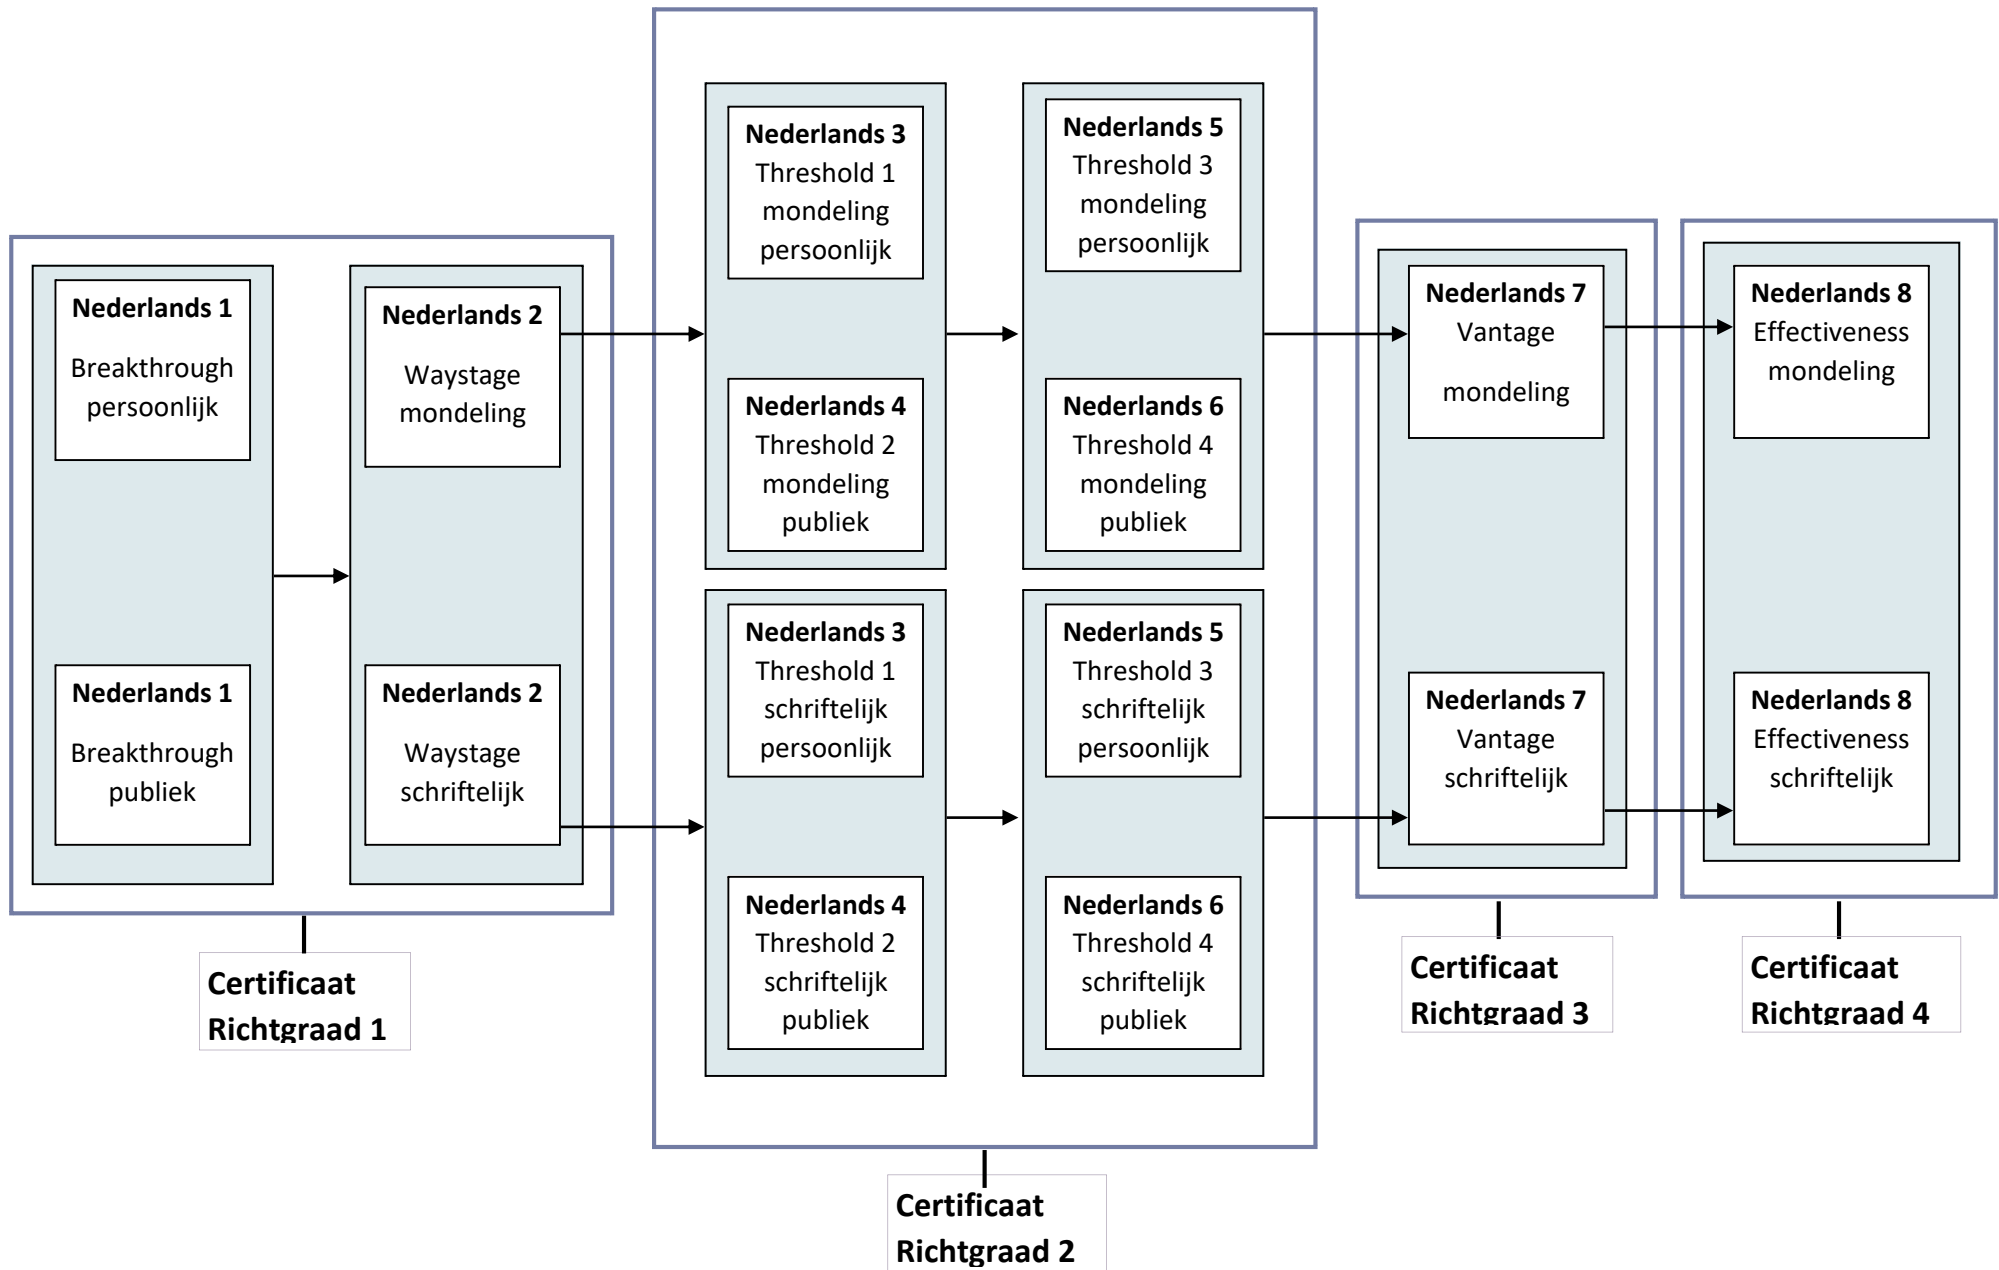 Nederlands 1
Breakthrough
persoonlijk
Nederlands 1
Breakthrough
publiek
Nederlands 2
Waystage
mondeling
Nederlands 2
Waystage
schriftelijk
Certificaat
Richtgraad 1
Nederlands 3
Threshold 1
mondeling
persoonlijk
Nederlands 4
Threshold 2
mondeling
publiek
Nederlands 5
Threshold 3
mondeling
persoonlijk
Nederlands 6
Threshold 4
mondeling
publiek
Nederlands 3
Threshold 1
schriftelijk
persoonlijk
Nederlands 4
Threshold 2
schriftelijk
publiek
Nederlands 5
Threshold 3
schriftelijk
persoonlijk
Nederlands 6
Threshold 4
schriftelijk
publiek
Certificaat
Richtgraad 2
Nederlands 7
Vantage
mondeling
Nederlands 7
Vantage
schriftelijk
Certificaat
Richtgraad 3
Nederlands 8
Effectiveness
mondeling
Nederlands 8
Effectiveness
schriftelijk
Certificaat
Richtgraad 4